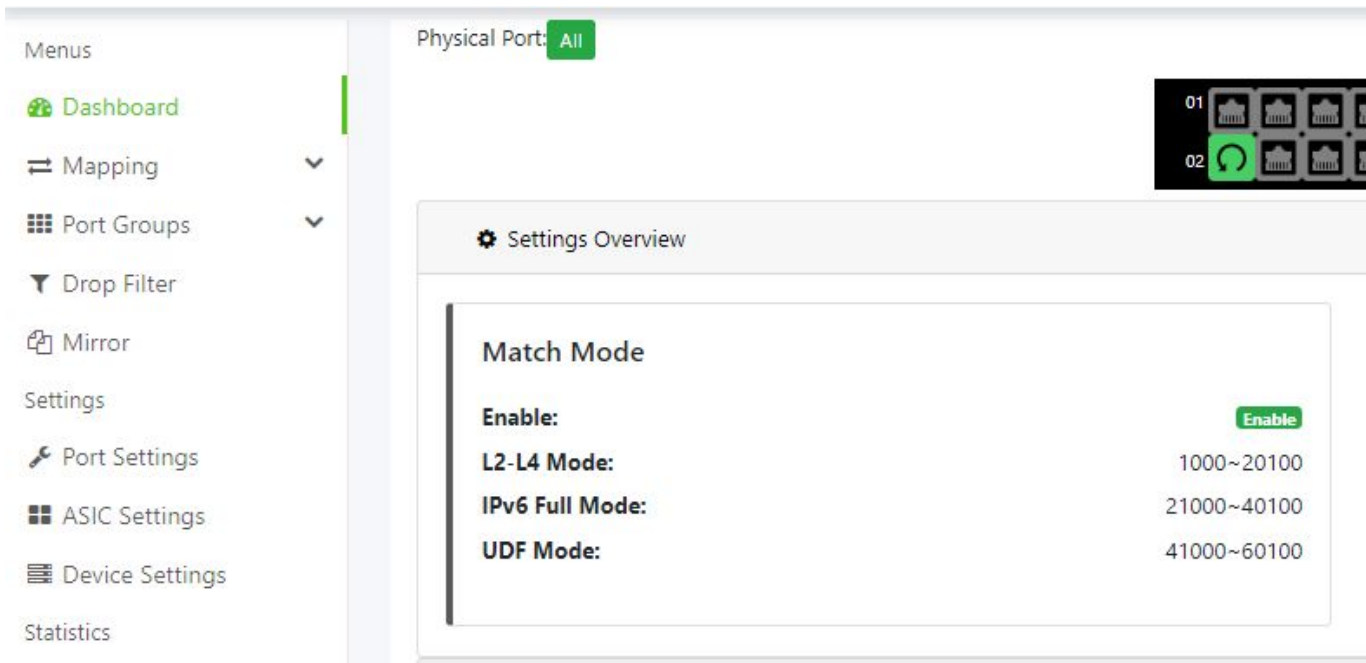 Menus
Dashboard
Mapping
Port Groups
Drop Filter
Mirror
Settings
Port Settings
ASIC Settings
Device Settings
Statistics
Physical Port: All
01
02
Settings Overview
Match Mode
Enable: Enable
L2-L4 Mode: 1000~20100
IPv6 Full Mode: 21000~40100
UDF Mode: 41000~60100